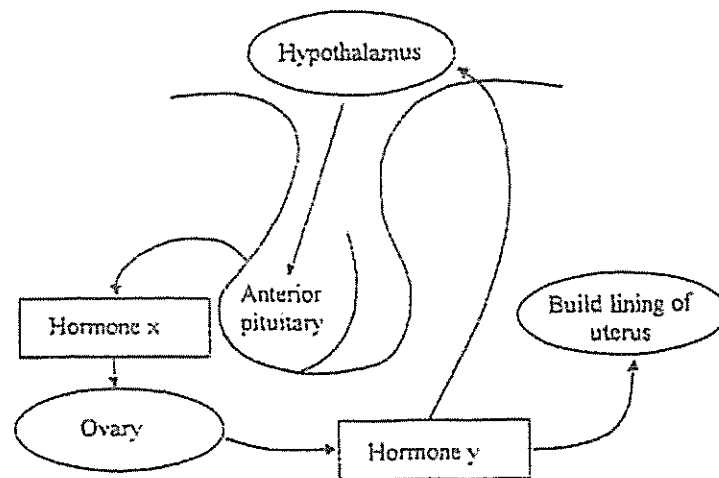 Hypothalamus
Anterior
pituitary
Hormone x
Build lining of
uterus
Ovary
Hormone y